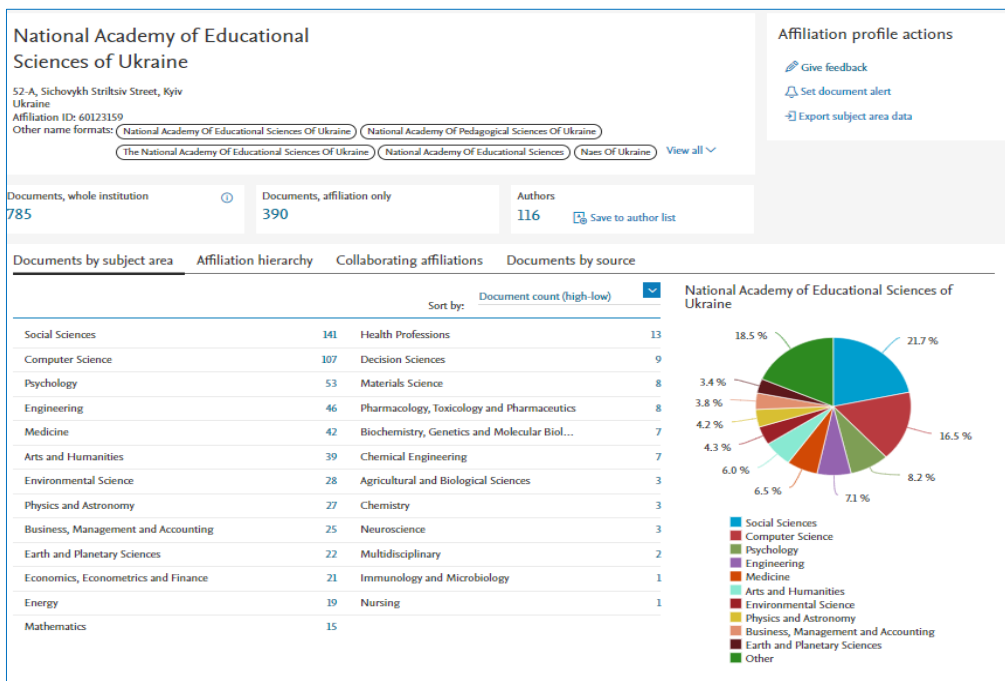 National Academy of Educational
Sciences of Ukraine
52-A, Sichovykh Striltsiv Street, Kyiv
Ukraine
Affiliation ID: 60123159
Other name formats: National Academy Of Educational Sciences Of Ukraine National Academy Of Pedagogical Sciences Of Ukraine
The National Academy Of Educational Sciences Of Ukraine National Academy Of Educational Sciences Naes Of Ukraine View all
Affiliation profile actions
Give feedback
Set document alert
Export subject area data
Documents, whole institution
785
Documents, affiliation only
390
Authors
116 Save to author list
Documents by subject area Affiliation hierarchy Collaborating affiliations Documents by source
Sort by: Document count (high-low)
Social Sciences 141
Computer Science 107
Psychology 53
Engineering 46
Medicine 42
Arts and Humanities 39
Environmental Science 28
Physics and Astronomy 27
Business, Management and Accounting 25
Earth and Planetary Sciences 22
Economics, Econometrics and Finance 21
Energy 19
Mathematics 15
Health Professions 13
Decision Sciences 9
Materials Science 8
Pharmacology, Toxicology and Pharmaceutics 8
Biochemistry, Genetics and Molecular Biol... 7
Chemical Engineering 7
Agricultural and Biological Sciences 3
Chemistry 3
Neuroscience 3
Multidisciplinary 2
Immunology and Microbiology 1
Nursing 1
National Academy of Educational Sciences of
Ukraine
18.5 %
21.7 %
3.4 %
3.8 %
4.2 %
4.3 %
6.0 %
6.5 %
7.1 %
8.2 %
16.5 %
Social Sciences
Computer Science
Psychology
Engineering
Medicine
Arts and Humanities
Environmental Science
Physics and Astronomy
Business, Management and Accounting
Earth and Planetary Sciences
Other